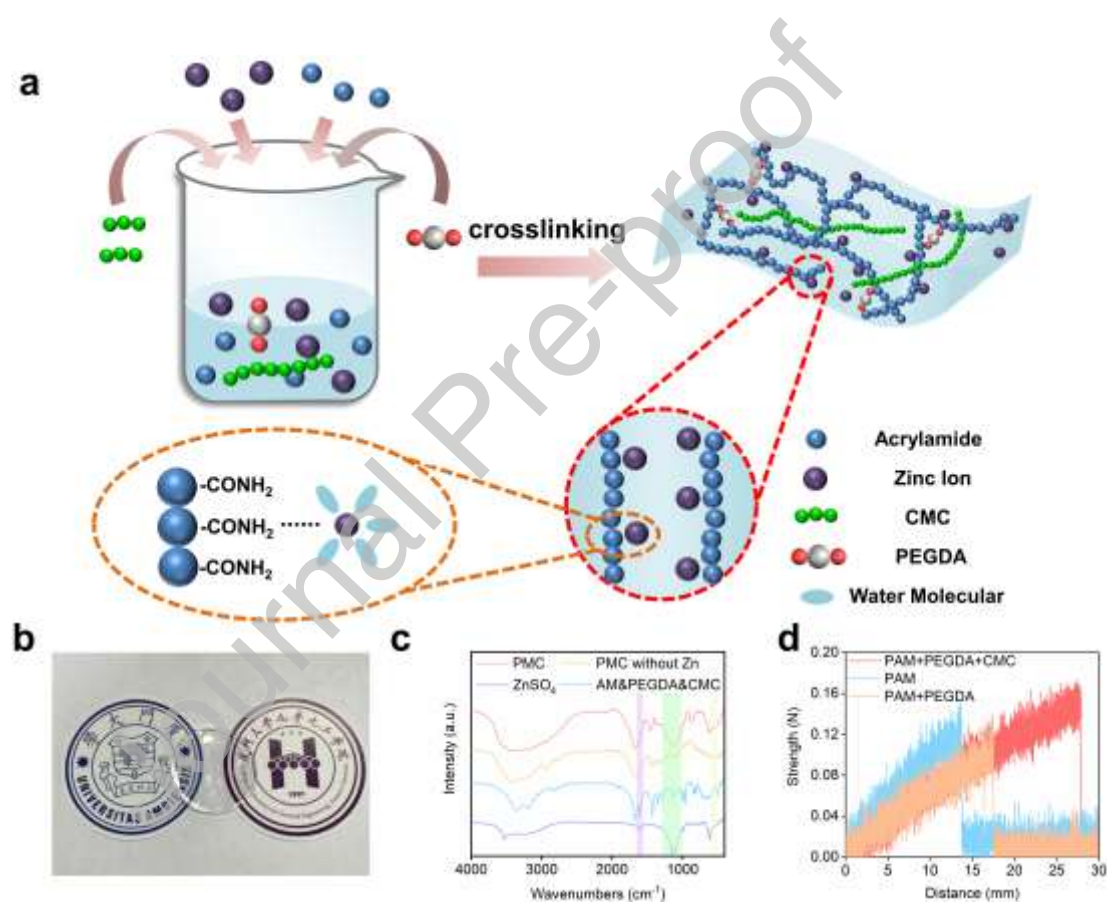 a
crosslinking
-CONH₂
-CONH₂
-CONH₂
Acrylamide
Zinc Ion
CMC
PEGDA
Water Molecular
Journal Pre-proof
b
1997
c
PMC
PMC without Zn
ZnSO₄
AM&PEGDA&CMC
Intensity (a.u.)
4000
3000
2000
1000
Wavenumbers (cm⁻¹)
d
PAM+PEGDA+CMC
PAM
PAM+PEGDA
Strength (N)
0.20
0.16
0.12
0.08
0.04
0.00
0
5
10
15
20
25
30
Distance (mm)